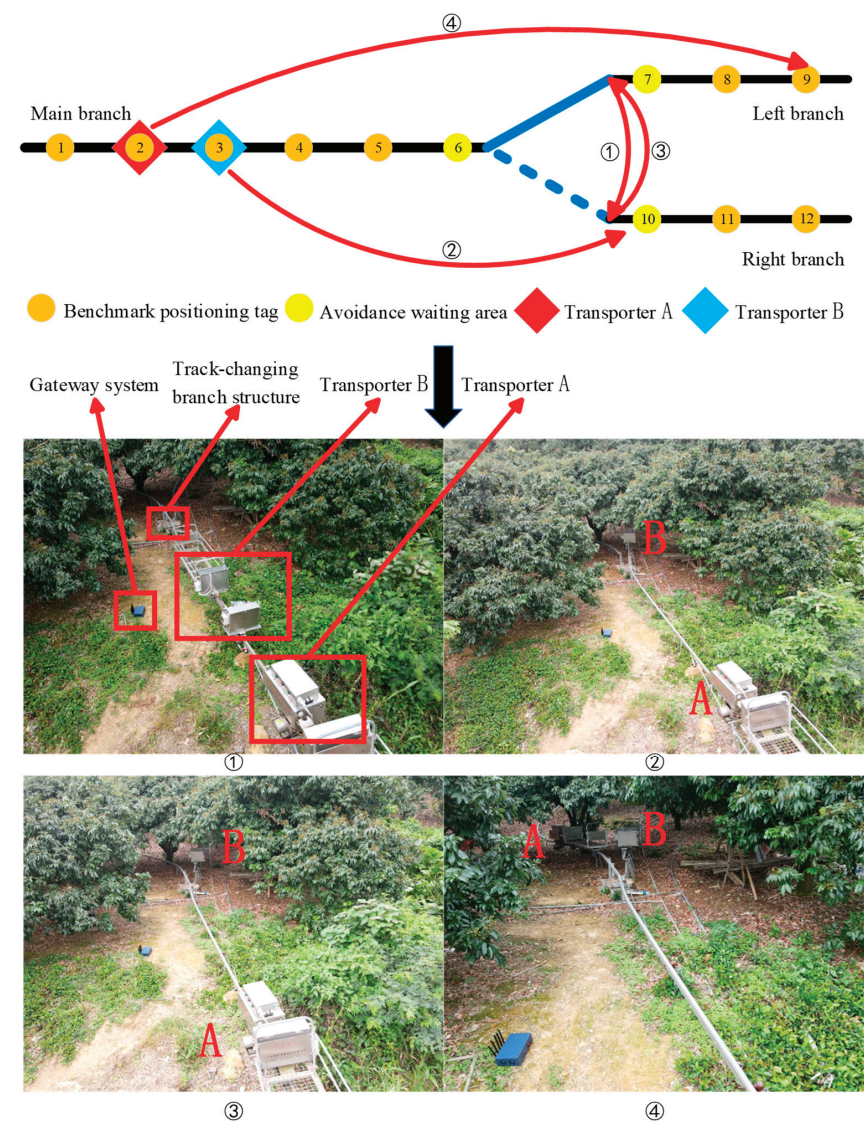 ④
Main branch
7 8 9
Left branch
1 2 3 4 5 6
① ③
10 11 12
②
Right branch
Benchmark positioning tag
Avoidance waiting area
Transporter A
Transporter B
Gateway system
Track-changing
branch structure
Transporter B
Transporter A
B
A
①
②
B
A
A
B
③
④